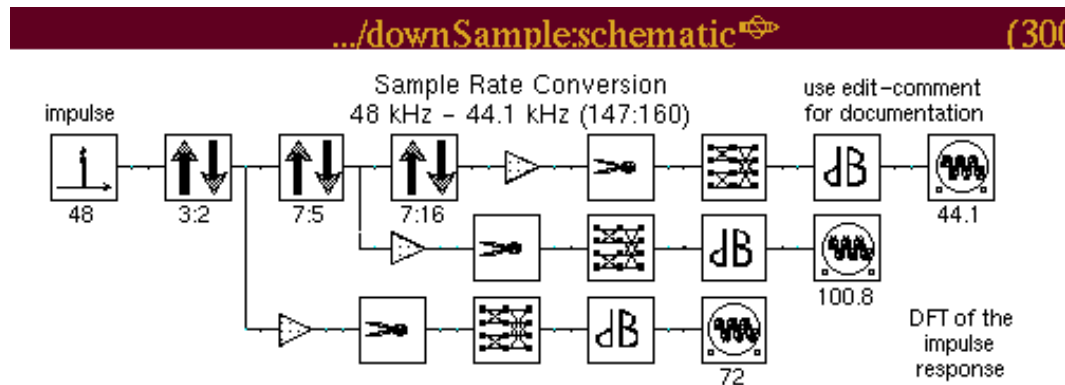 .../downSample:schematic
(300
Sample Rate Conversion
48 kHz – 44.1 kHz (147:160)
use edit–comment
for documentation
impulse
dB
48
3:2
7:5
7:16
44.1
dB
100.8
dB
72
DFT of the
impulse
response